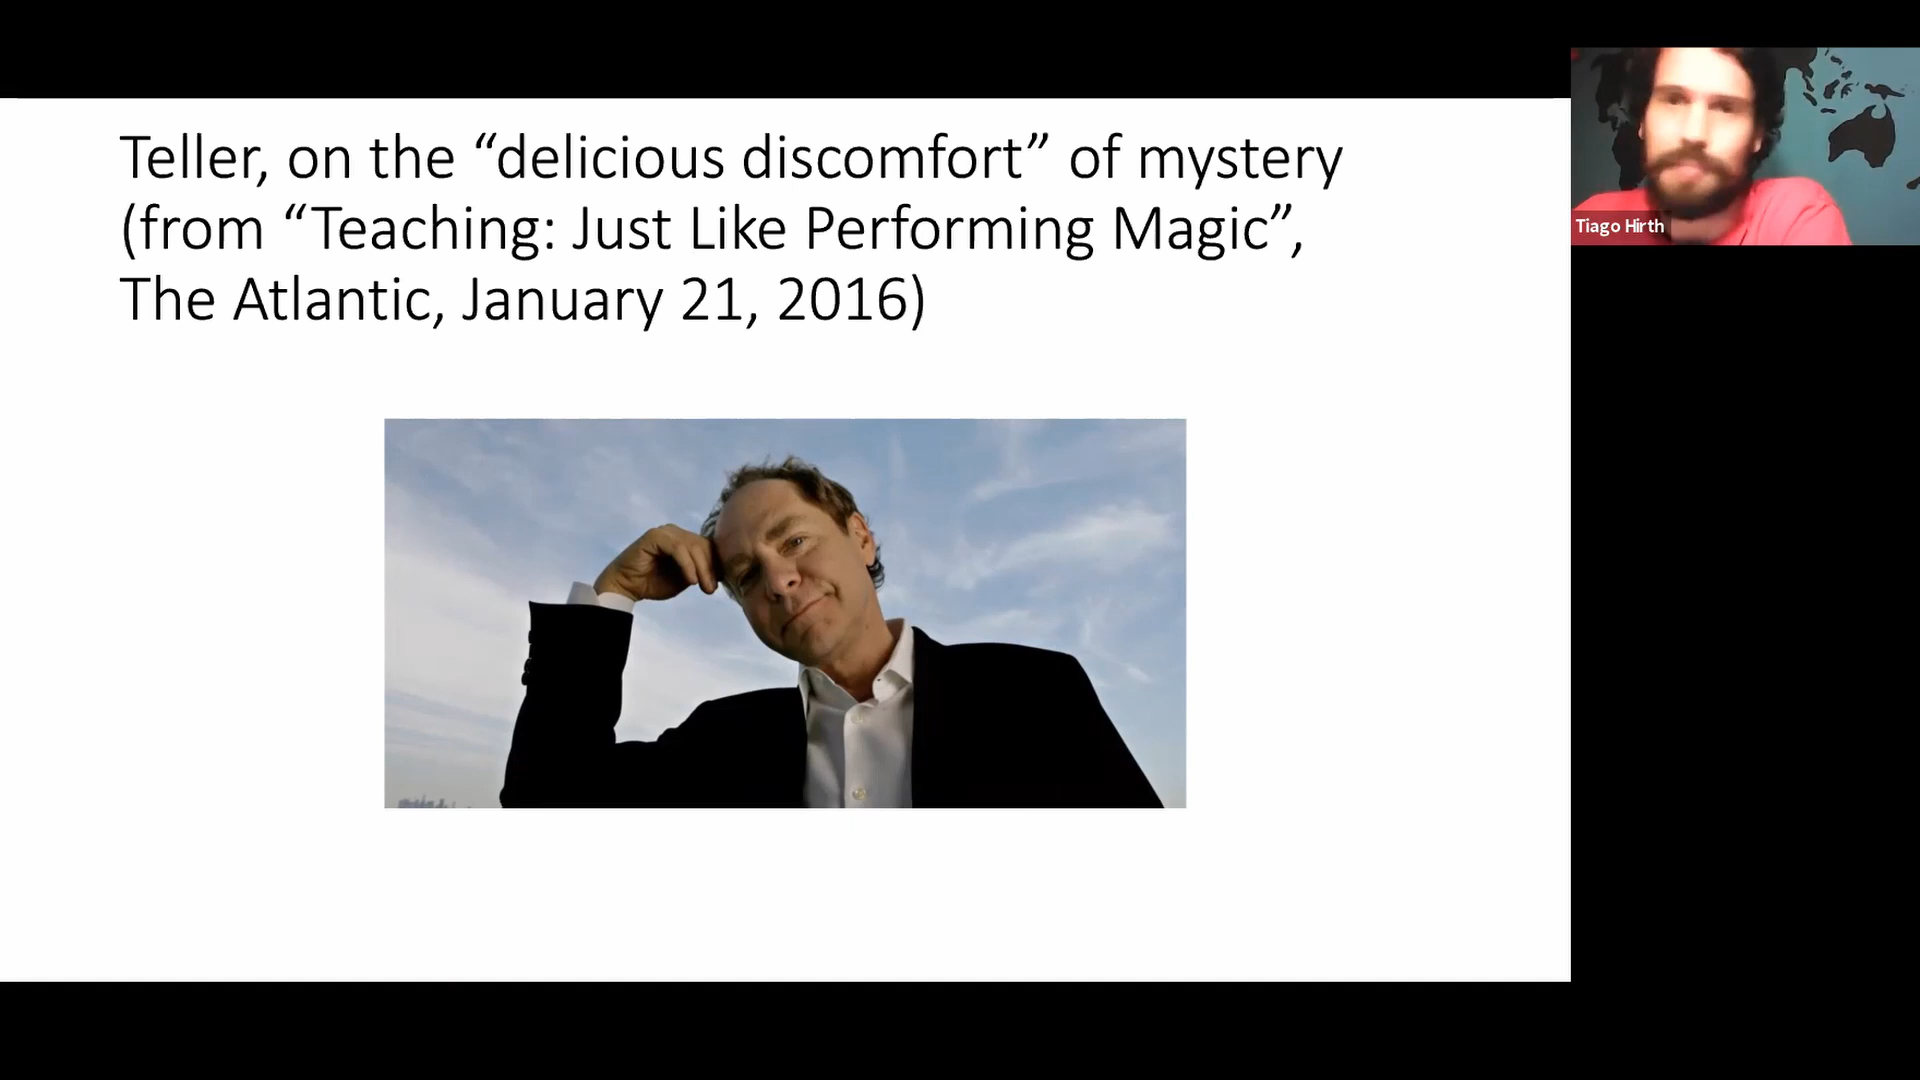 Teller, on the “delicious discomfort” of mystery
(from “Teaching: Just Like Performing Magic”,
The Atlantic, January 21, 2016)
Tiago Hirth